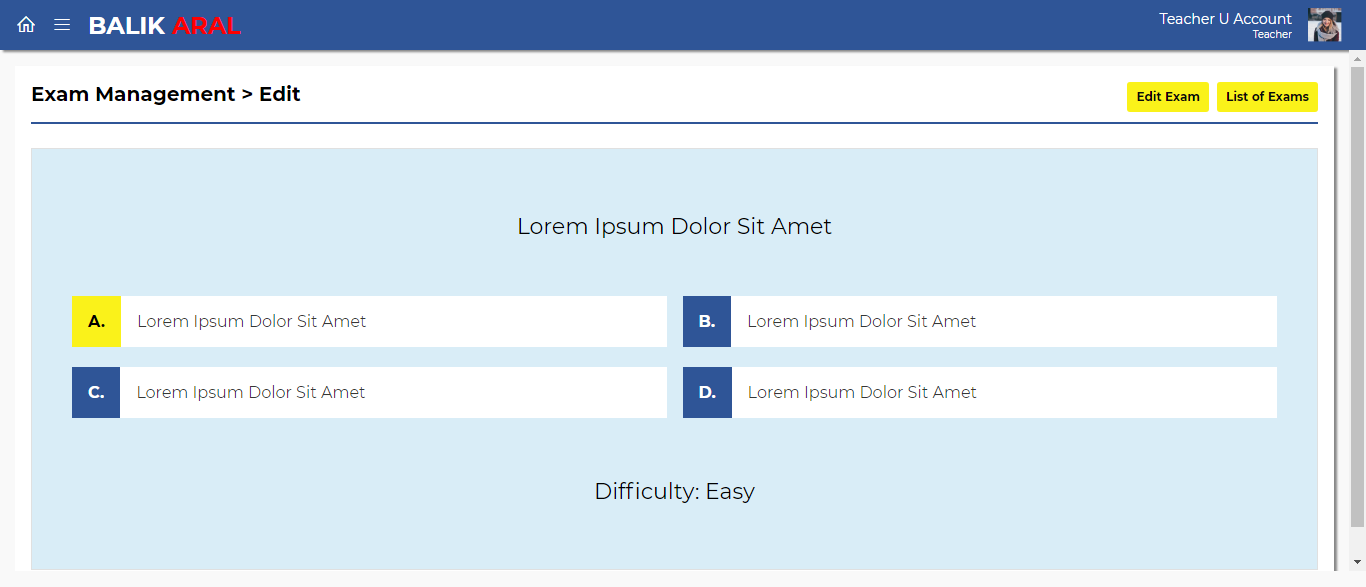 BALIK ARAL
Teacher U Account
Teacher
Exam Management > Edit
Edit Exam
List of Exams
Lorem Ipsum Dolor Sit Amet
A. Lorem Ipsum Dolor Sit Amet
B. Lorem Ipsum Dolor Sit Amet
C. Lorem Ipsum Dolor Sit Amet
D. Lorem Ipsum Dolor Sit Amet
Difficulty: Easy